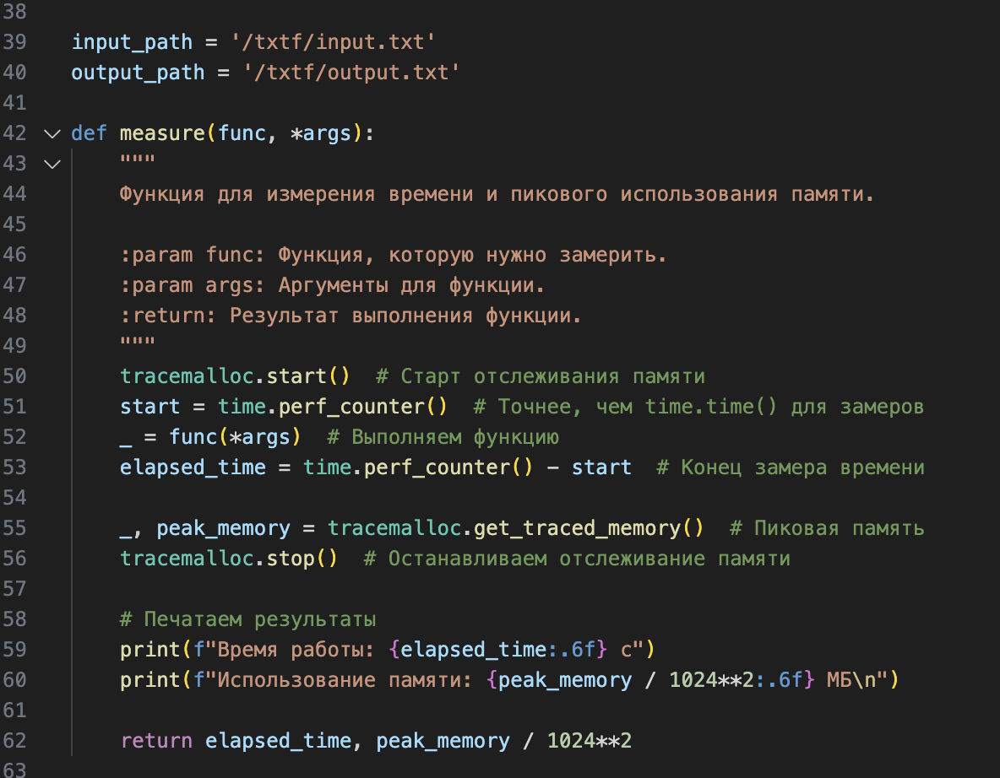 38
39 input_path = '/txtf/input.txt'
40 output_path = '/txtf/output.txt'
41
42 def measure(func, *args):
43     """
44     Функция для измерения времени и пикового использования памяти.
45
46     :param func: Функция, которую нужно замерить.
47     :param args: Аргументы для функции.
48     :return: Результат выполнения функции.
49     """
50     tracemalloc.start()  # Старт отслеживания памяти
51     start = time.perf_counter()  # Точнее, чем time.time() для замеров
52     _ = func(*args)  # Выполняем функцию
53     elapsed_time = time.perf_counter() - start  # Конец замера времени
54
55     _, peak_memory = tracemalloc.get_traced_memory()  # Пиковая память
56     tracemalloc.stop()  # Останавливаем отслеживание памяти
57
58     # Печатаем результаты
59     print(f"Время работы: {elapsed_time:.6f} с")
60     print(f"Использование памяти: {peak_memory / 1024**2:.6f} МБ\n")
61
62     return elapsed_time, peak_memory / 1024**2
63